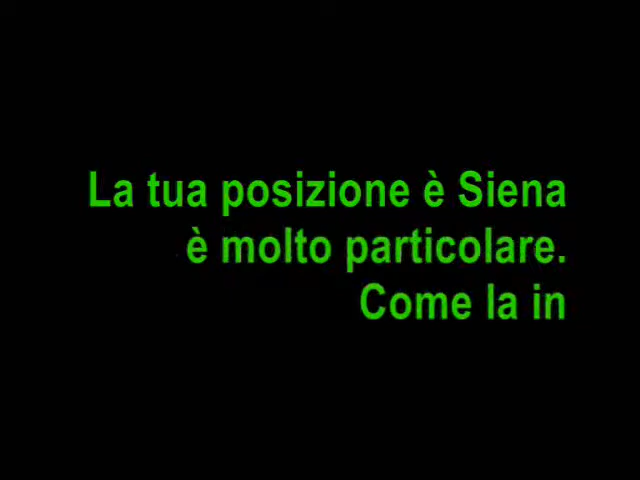 La tua posizione è Siena
è molto particolare.
Come la in